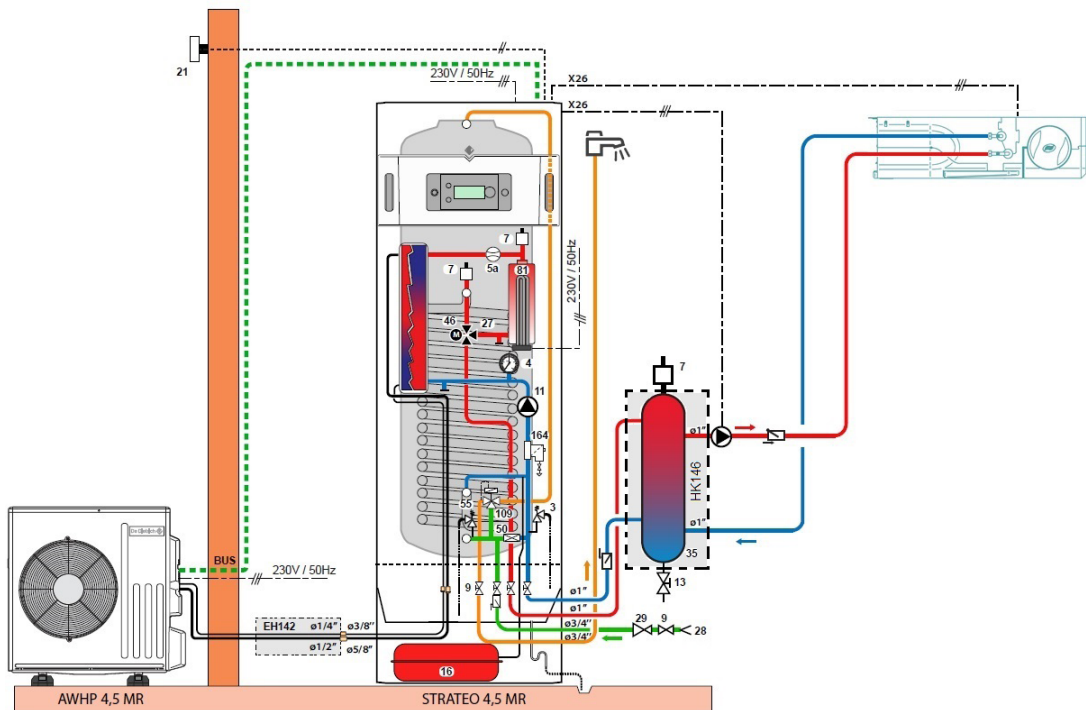 21
230V / 50Hz
X26
X26
7
5a
81
7
46
M
27
230V / 50Hz
4
11
7
164
ø1"
HK146
3
55
109
50
ø1"
35
De Dietrich
BUS
230V / 50Hz
9
13
ø1"
ø1"
ø3/4"
ø3/4"
29
9
28
EH142
ø1/4"
ø3/8"
ø1/2"
ø5/8"
16
AWHP 4,5 MR
STRATEO 4,5 MR